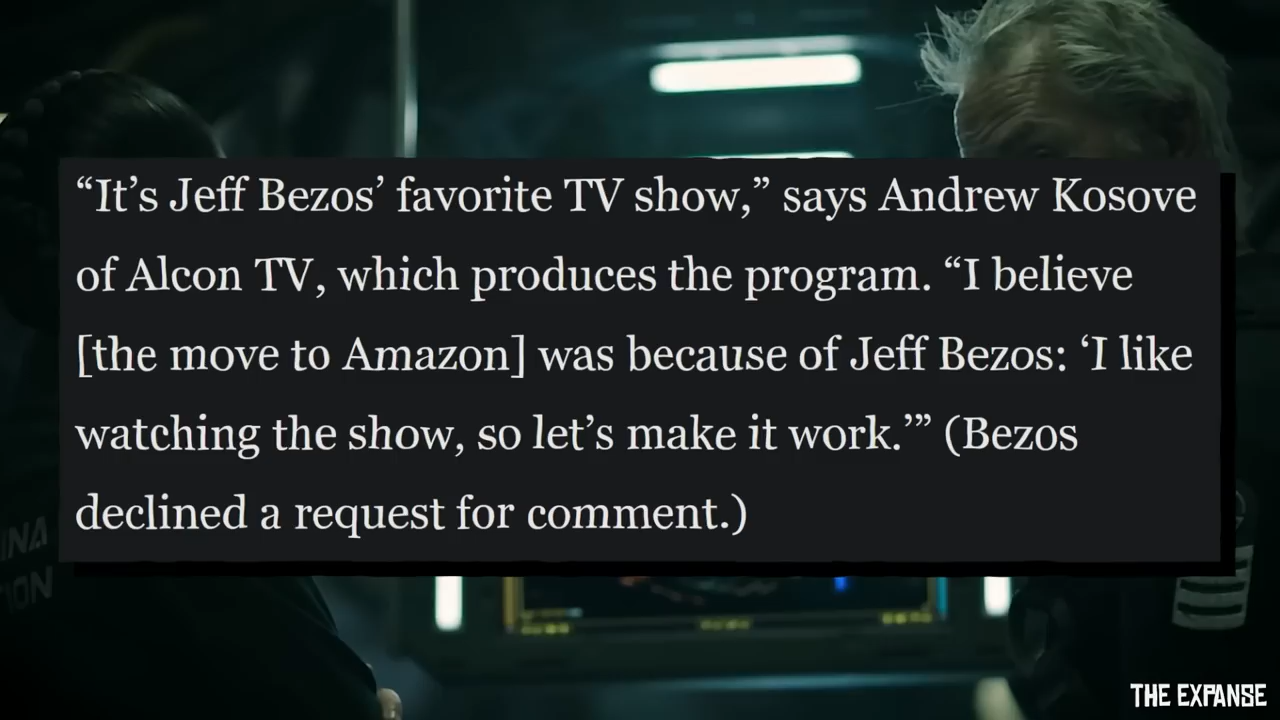 “It’s Jeff Bezos’ favorite TV show,” says Andrew Kosove
of Alcon TV, which produces the program. “I believe
[the move to Amazon] was because of Jeff Bezos: ‘I like
watching the show, so let’s make it work.’” (Bezos
declined a request for comment.)
THE EXPANSE